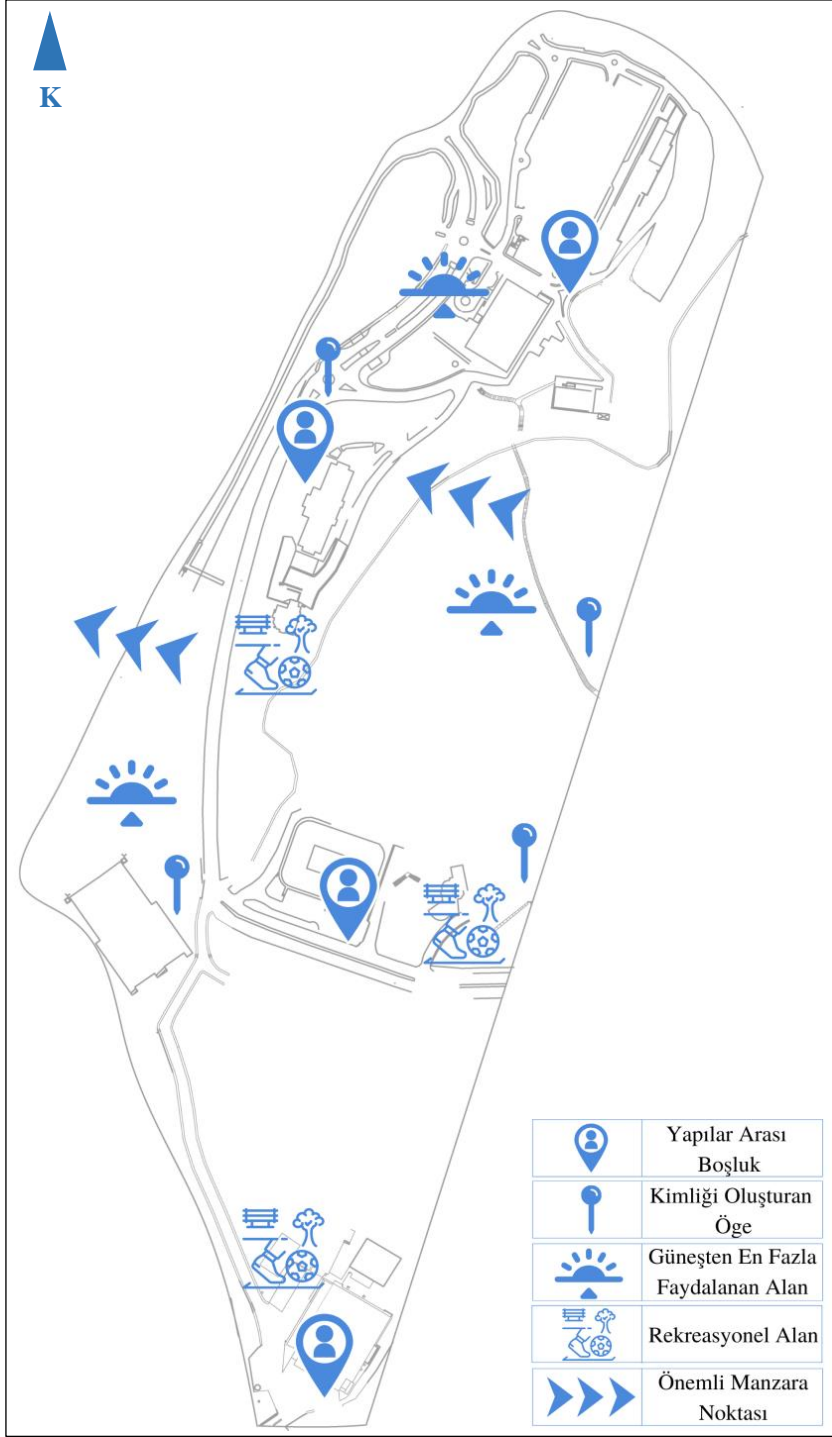 K
Yapılar Arası
Boşluk
Kimliği Oluşturan
Öge
Güneşten En Fazla
Faydalanan Alan
Rekreasyonel Alan
Önemli Manzara
Noktası